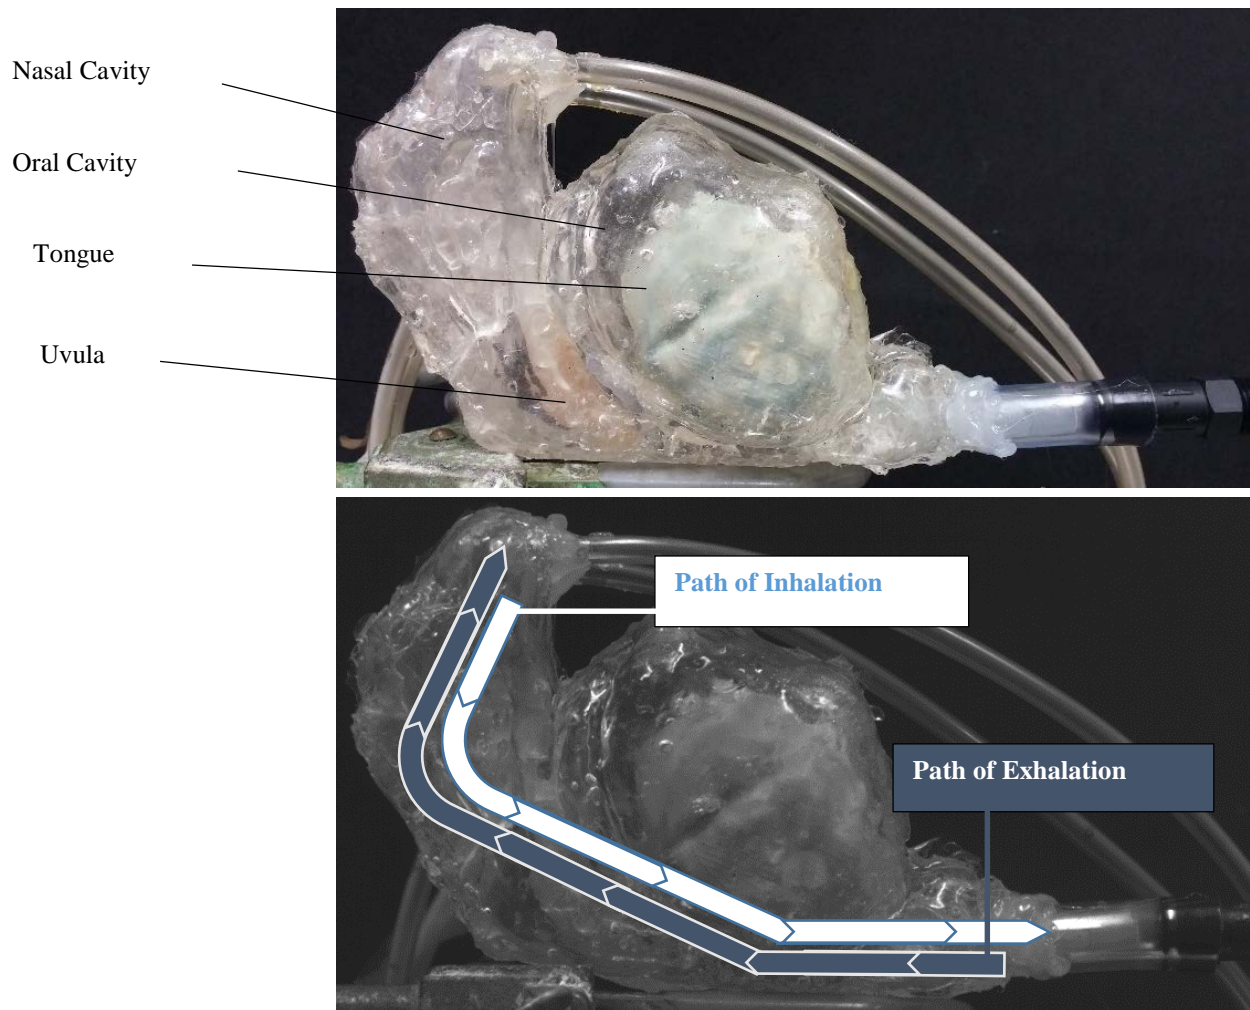 Nasal Cavity
Oral Cavity
Tongue
Uvula
Path of Inhalation
Path of Exhalation